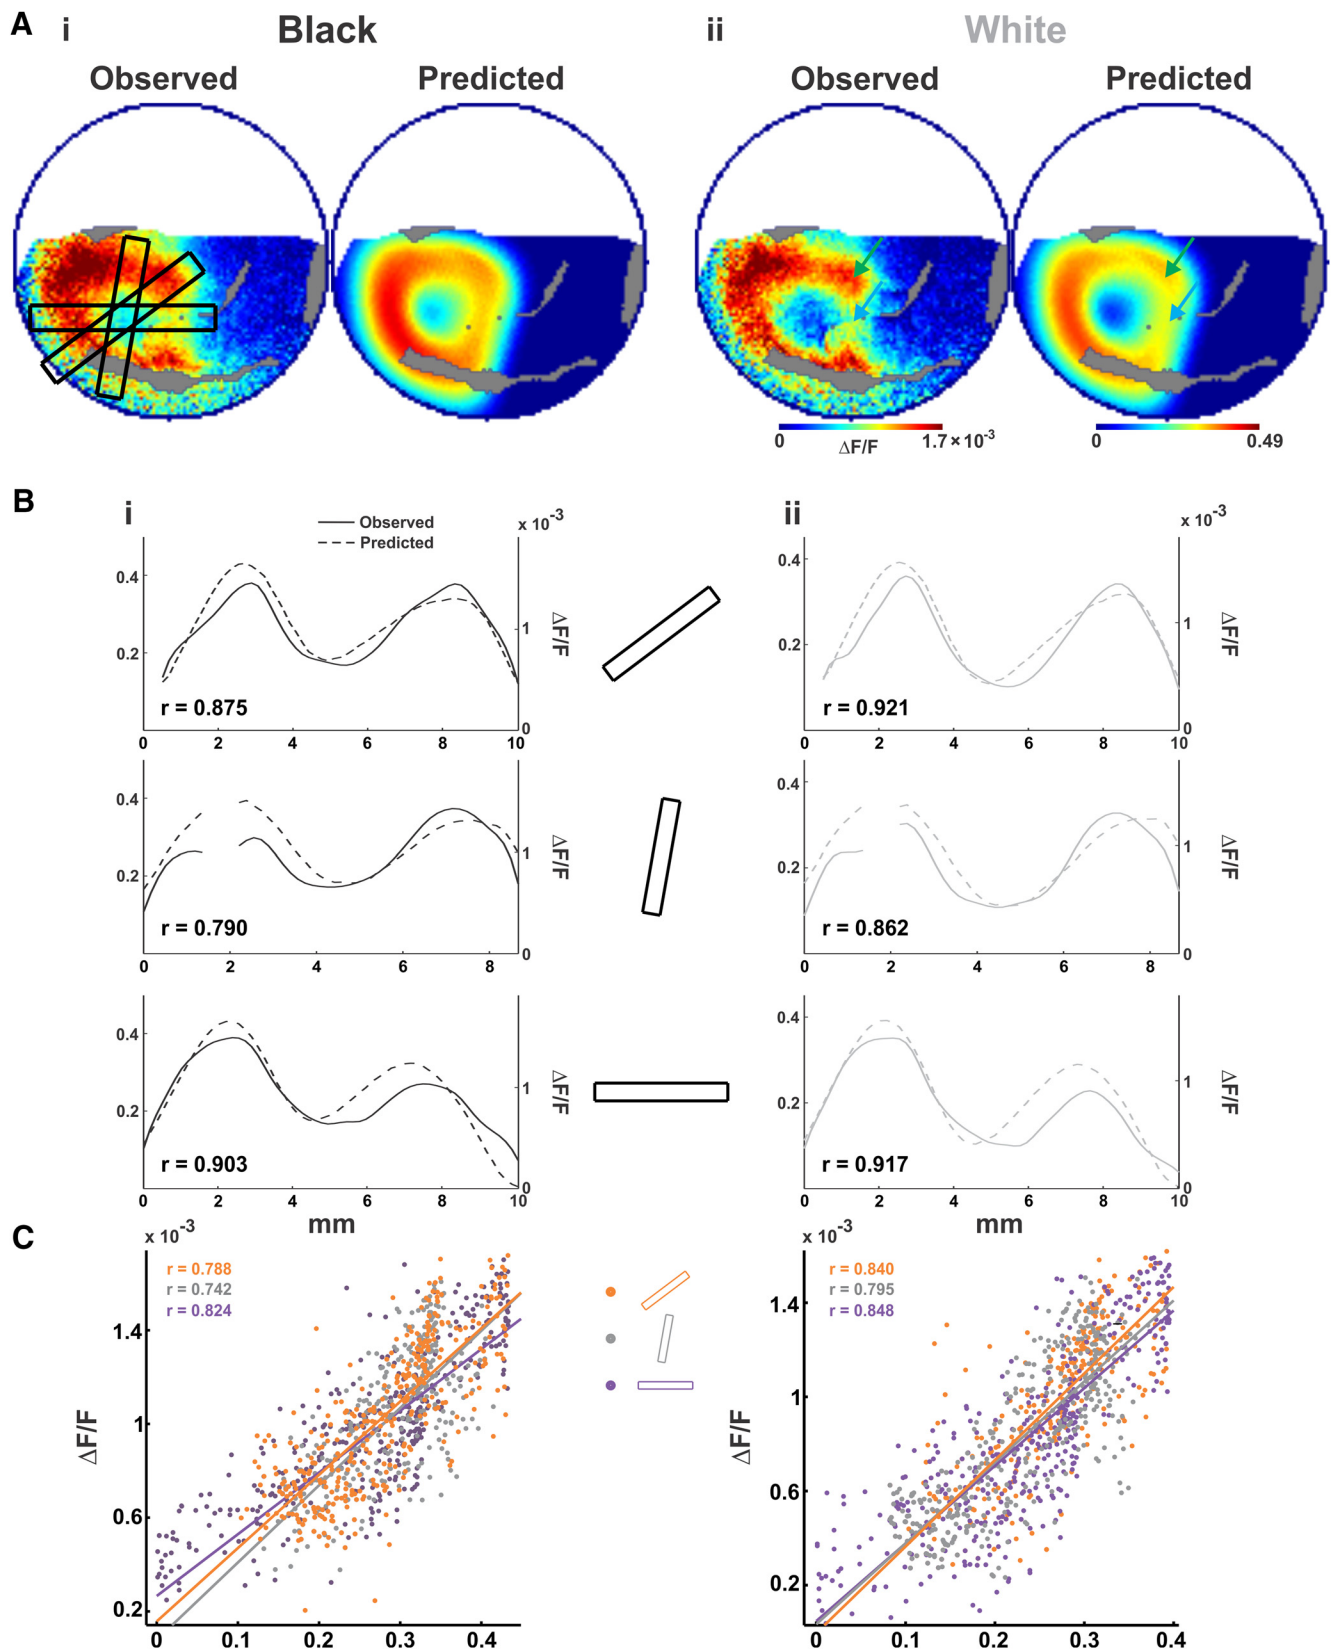 A i Black ii White
Observed Predicted Observed Predicted
0 1.7 × 10-3 0 0.49
ΔF/F
B i ii
Observed
Predicted
x 10-3 x 10-3
0.4 0.4
1 ΔF/F 1 ΔF/F
0.2 0.2
r = 0.875 r = 0.921
0 0
0 2 4 6 8 10 0 2 4 6 8 10
0.4 0.4
1 ΔF/F 1 ΔF/F
0.2 0.2
r = 0.790 r = 0.862
0 0
0 2 4 6 8 0 2 4 6 8
0.4 0.4
1 ΔF/F 1 ΔF/F
0.2 0.2
r = 0.903 r = 0.917
0 0
0 2 4 6 8 10 0 2 4 6 8 10
mm mm
C x 10-3 x 10-3
r = 0.788 r = 0.840
r = 0.742 r = 0.795
r = 0.824 r = 0.848
1.4 1.4
1 1
ΔF/F ΔF/F
0.6 0.6
0.2 0.2
0 0.1 0.2 0.3 0.4 0 0.1 0.2 0.3 0.4